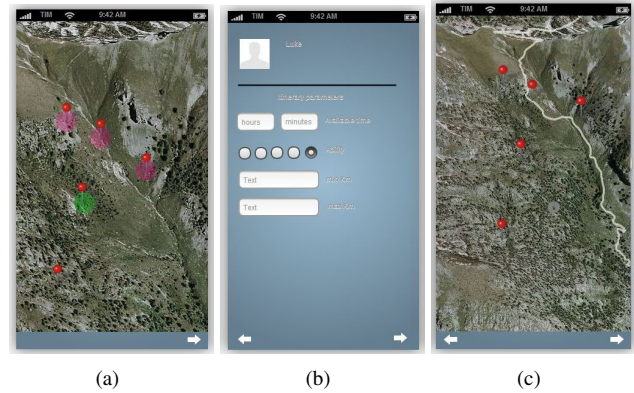 TIM 9:42 AM
TIM 9:42 AM
Luke
Itinerary parameters
hours minutes Available time
Ability
Text
Text
TIM 9:42 AM
(a) (b) (c)